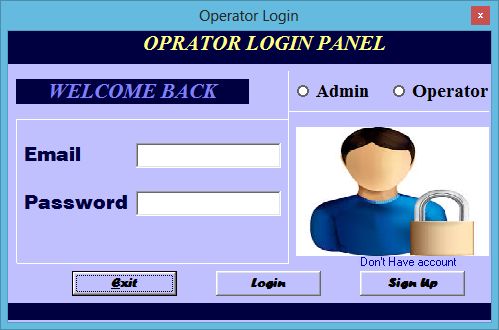 Operator Login
x
OPRATOR LOGIN PANEL
WELCOME BACK
Admin
Operator
Email
Password
Don't Have account
Exit
Login
Sign Up